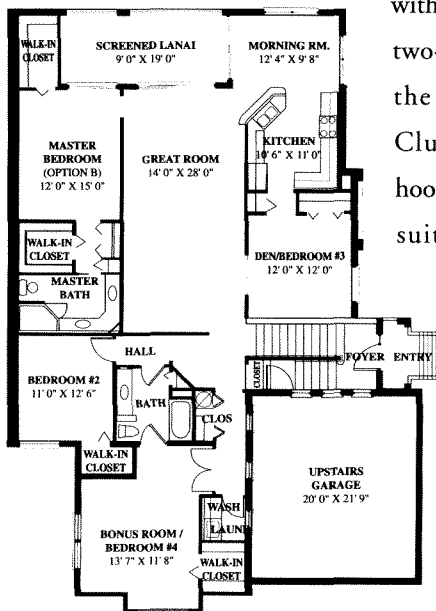 WALK-IN
CLOSET
SCREENED LANAI
9' 0" X 19' 0"
MORNING RM.
12' 4" X 9' 8"
MASTER
BEDROOM
(OPTION B)
12' 0" X 15' 0"
GREAT ROOM
14' 0" X 28' 0"
KITCHEN
10' 6" X 11' 0"
WALK-IN
CLOSET
DEN/BEDROOM #3
12' 0" X 12' 0"
MASTER
BATH
HALL
FOYER
ENTRY
BEDROOM #2
11' 0" X 12' 6"
BATH
CLOSET
CLOS
WALK-IN
CLOSET
UPSTAIRS
GARAGE
20' 0" X 21' 9"
WASH
LAUN
BONUS ROOM /
BEDROOM #4
13' 7" X 11' 8"
WALK-IN
CLOSET
with
two-
the
Clu
hoo
suit